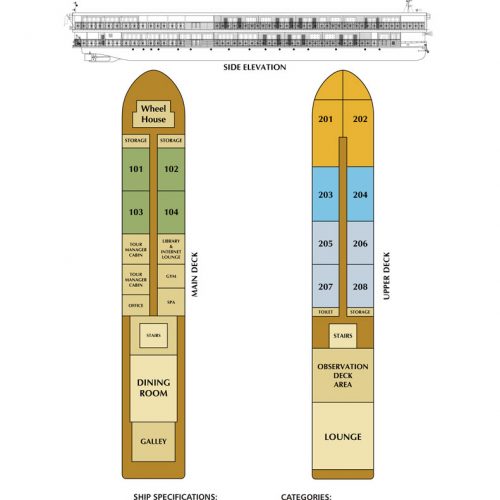 SIDE ELEVATION
Wheel
House
STORAGE STORAGE
101 102
103 104
TOUR
MANAGER
CABIN
LIBRARY
&
INTERNET
LOUNGE
TOUR
MANAGER
CABIN
GYM
OFFICE SPA
STAIRS
DINING
ROOM
GALLEY
MAIN DECK
201 202
203 204
205 206
207 208
TOILET STORAGE
STAIRS
OBSERVATION
DECK
AREA
LOUNGE
UPPER DECK
SHIP SPECIFICATIONS: CATEGORIES: